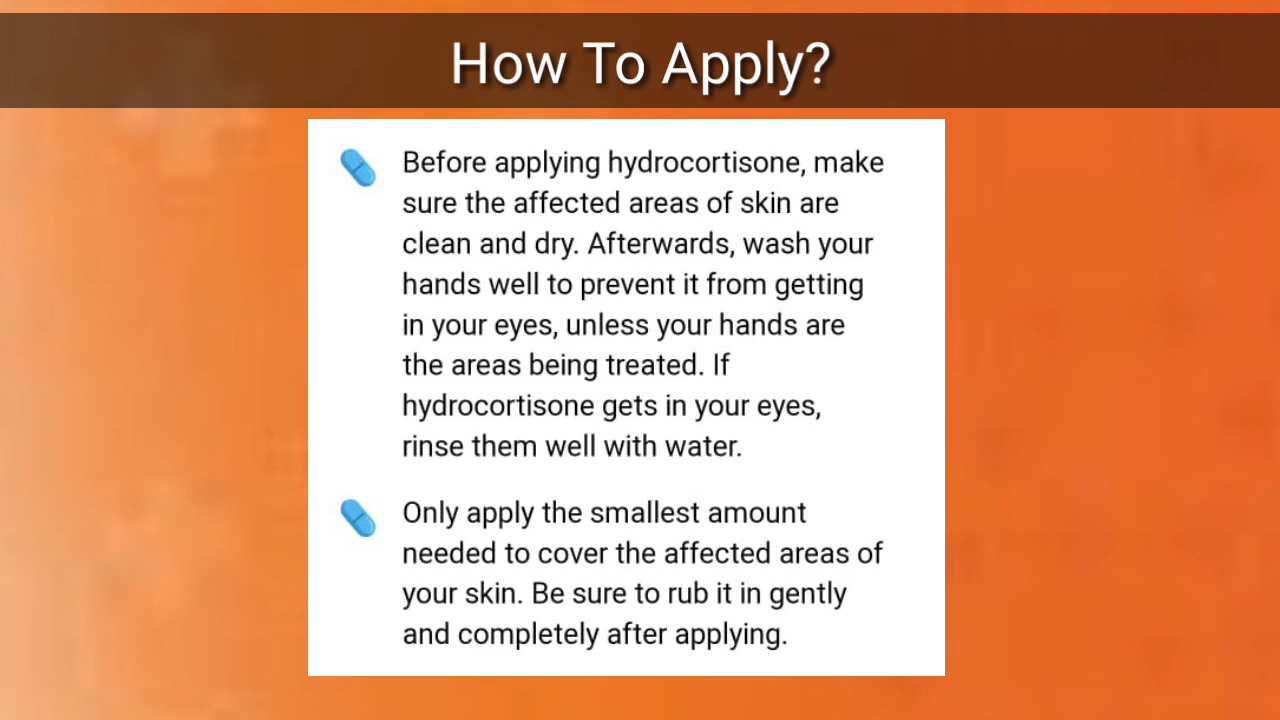 How To Apply?
Before applying hydrocortisone, make
sure the affected areas of skin are
clean and dry. Afterwards, wash your
hands well to prevent it from getting
in your eyes, unless your hands are
the areas being treated. If
hydrocortisone gets in your eyes,
rinse them well with water.
Only apply the smallest amount
needed to cover the affected areas of
your skin. Be sure to rub it in gently
and completely after applying.